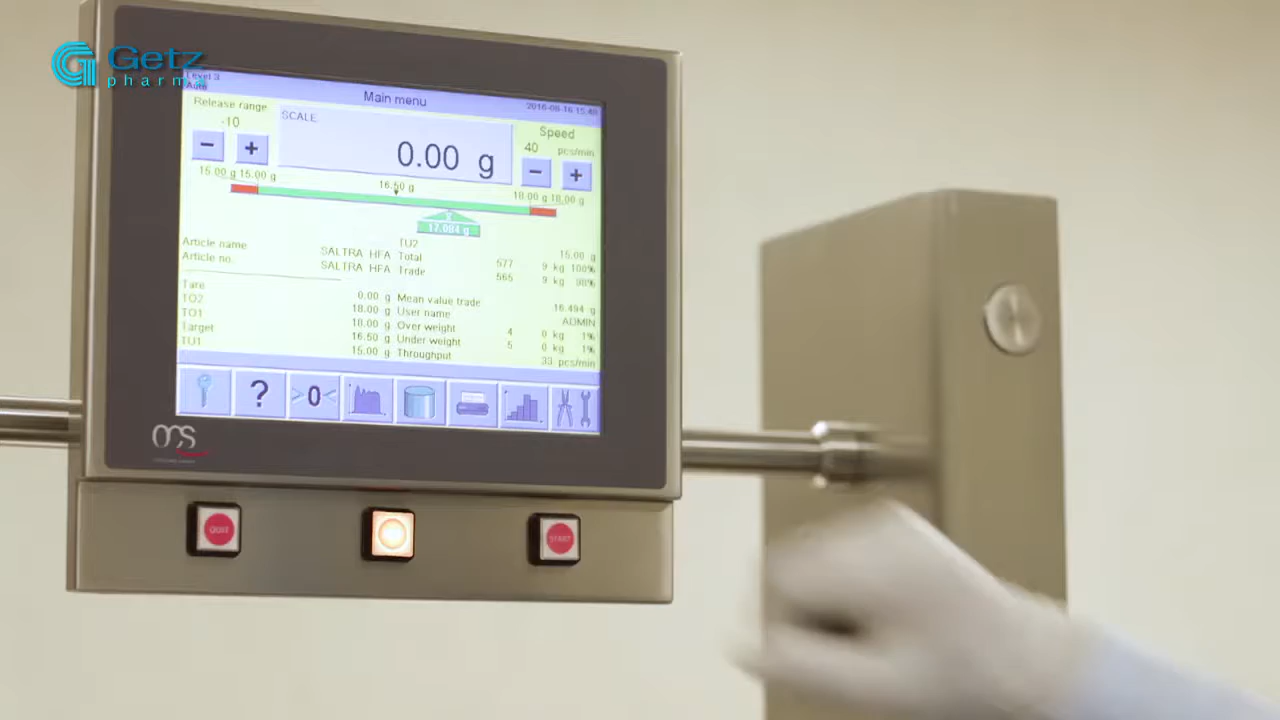 Getz
pharma
Level 3
Auto
Main menu
2016-08-16 15:48
Release range
-10
− +
SCALE
0.00 g
Speed
40 pcs/min
− +
15.00 g 15.00 g
16.50 g
18.00 g 18.00 g
17.084 g
TU2 15.00 g
Article name SALTRA HFA Total 577 9 kg 100%
Article no. SALTRA HFA Trade 565 9 kg 98%
Tare 0.00 g Mean value trade 16.494 g
TO2 18.00 g User name ADMIN
TO1 18.00 g Over weight 4 0 kg 1%
Target 16.50 g Under weight 5 0 kg 1%
TU1 15.00 g Throughput 33 pcs/min
? >0<
OCS
QUIT
START